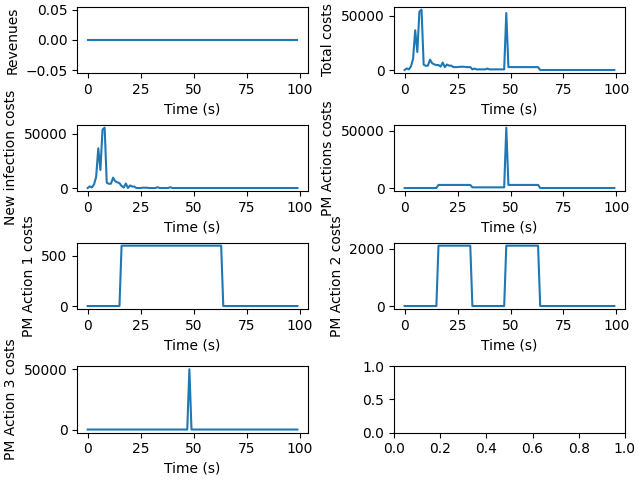 Revenues
0.05
0.00
−0.05
0 25 50 75 100
Time (s)
Total costs
50000
0
0 25 50 75 100
Time (s)
New infection costs
50000
0
0 25 50 75 100
Time (s)
PM Actions costs
50000
0
0 25 50 75 100
Time (s)
PM Action 1 costs
500
0
0 25 50 75 100
Time (s)
PM Action 2 costs
2000
0
0 25 50 75 100
Time (s)
PM Action 3 costs
50000
0
0 25 50 75 100
Time (s)
1.0
0.5
0.0
0.0 0.2 0.4 0.6 0.8 1.0